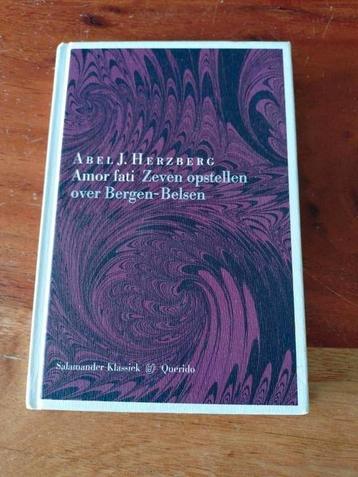 Abel J. Herzberg
Amor fati Zeven opstellen
over Bergen-Belsen
Salamander Klassiek & Querido